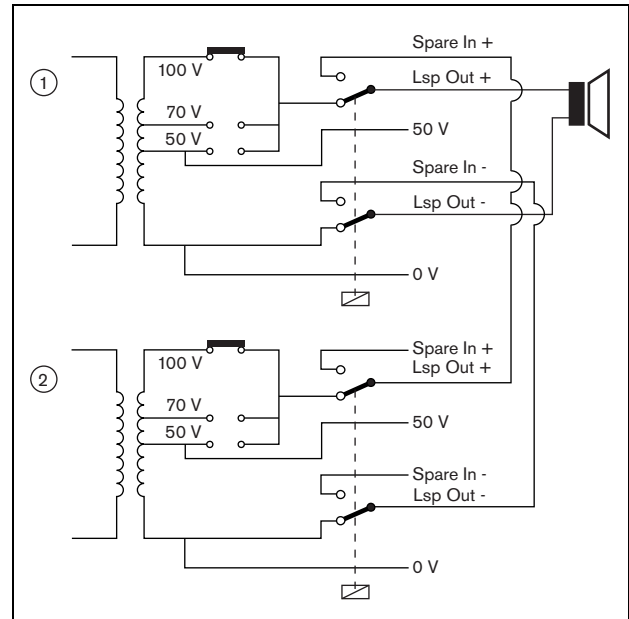 Spare In +
1
100 V
Lsp Out +
70 V
50 V
50 V
Spare In -
Lsp Out -
0 V
2
100 V
Spare In +
Lsp Out +
70 V
50 V
50 V
Spare In -
Lsp Out -
0 V